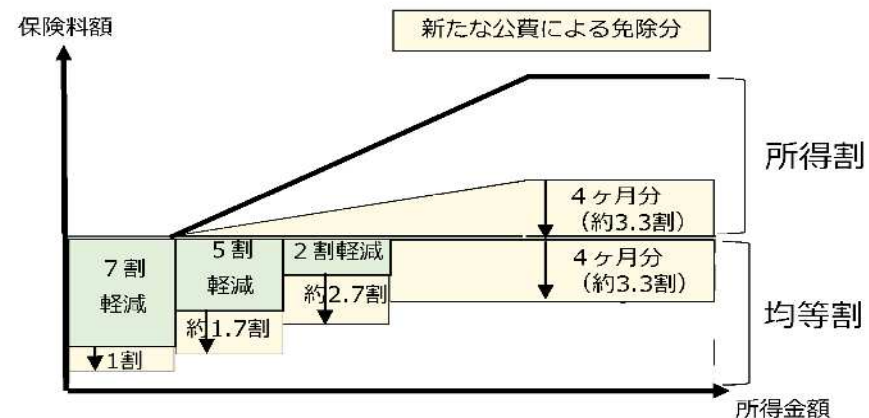 保険料額
新たな公費による免除分
所得割
４ヶ月分
（約3.3割）
７割
軽減
５割
軽減
２割軽減
４ヶ月分
（約3.3割）
約2.7割
約1.7割
1割
均等割
所得金額